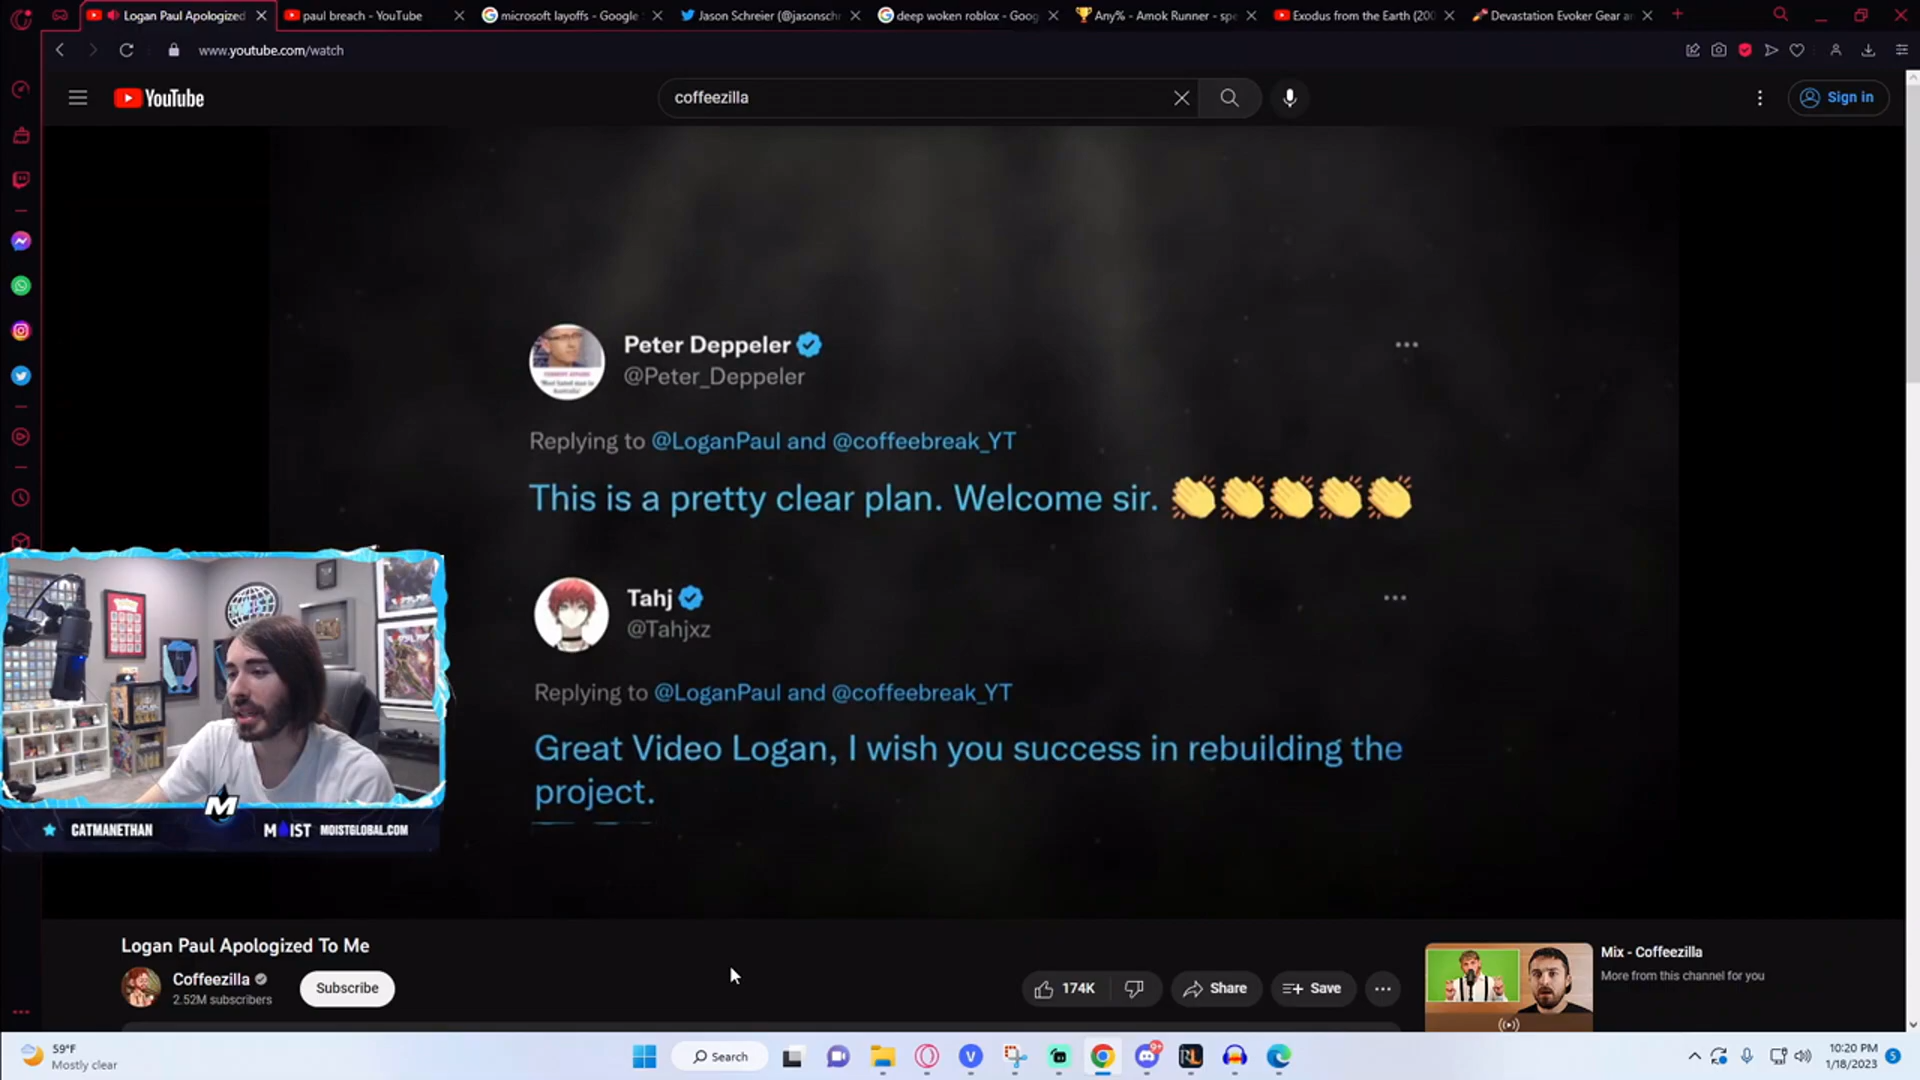 Logan Paul Apologized
paul breach - YouTube
microsoft layoffs - Google
Jason Schreier (@jasonschr
deep woken roblox - Goog
Any% - Amok Runner - spe
Exodus from the Earth (200
Devastation Evoker Gear an
www.youtube.com/watch
YouTube
coffeezilla
Sign in
Peter Deppeler
@Peter_Deppeler
Replying to @LoganPaul and @coffeebreak_YT
This is a pretty clear plan. Welcome sir. 👏👏👏👏👏
Tahj
@Tahjxz
Replying to @LoganPaul and @coffeebreak_YT
Great Video Logan, I wish you success in rebuilding the
project.
M
CATMANETHAN
MOIST
MOISTGLOBAL.COM
Logan Paul Apologized To Me
Coffeezilla
2.52M subscribers
Subscribe
174K
Share
Save
Mix - Coffeezilla
More from this channel for you
59°F
Mostly clear
Search
10:20 PM
1/18/2023
5